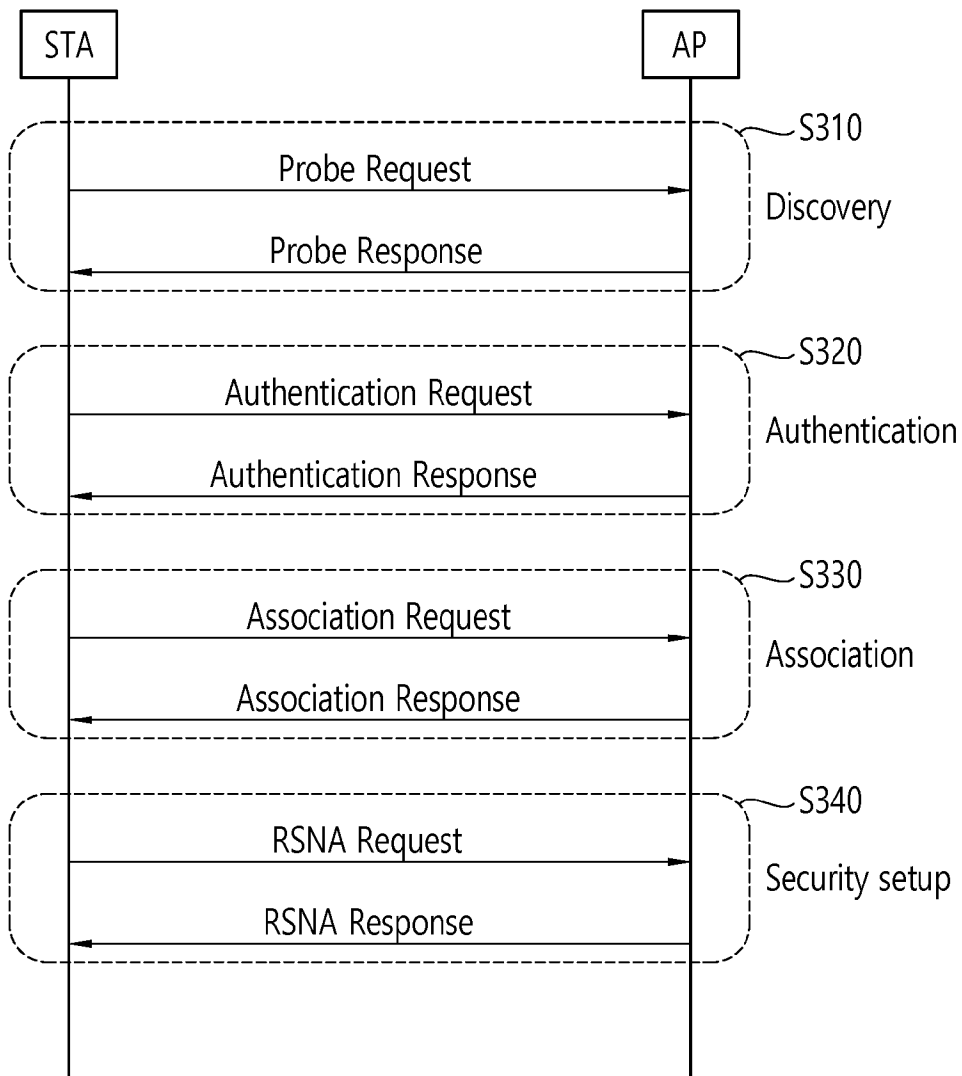 STA
AP
S310
Probe Request
Discovery
Probe Response
S320
Authentication Request
Authentication
Authentication Response
S330
Association Request
Association
Association Response
S340
RSNA Request
Security setup
RSNA Response